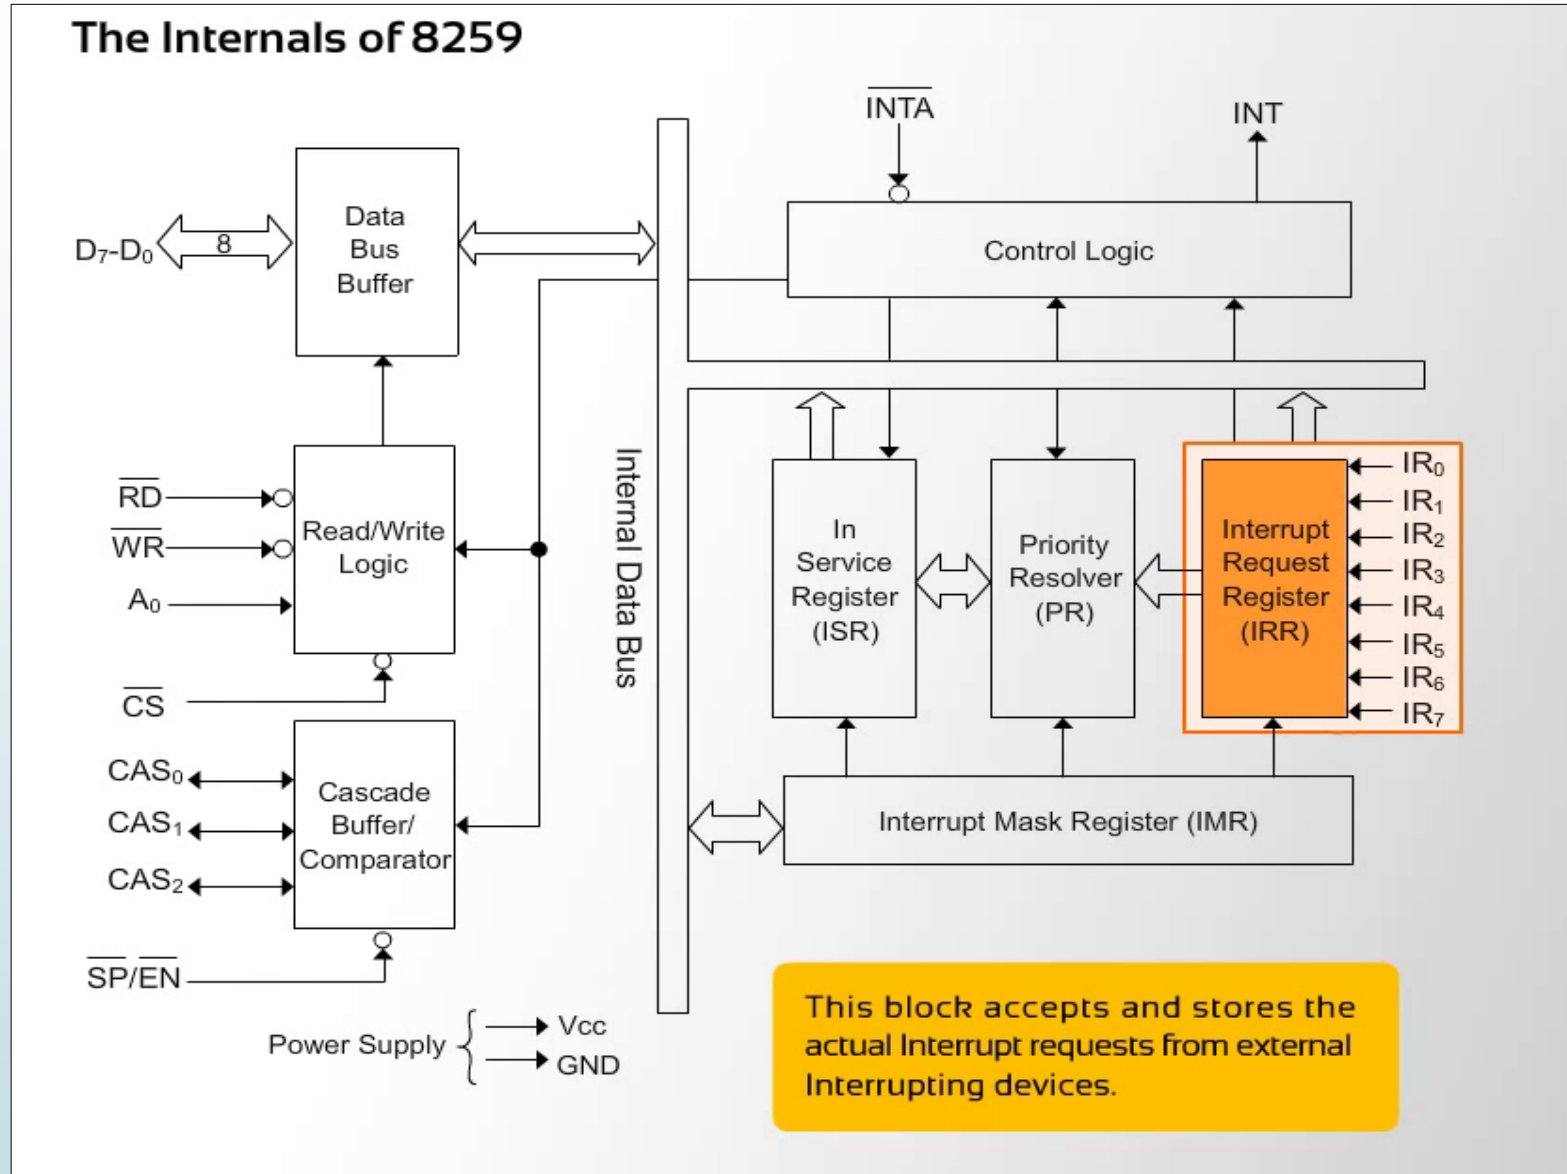 The Internals of 8259
INTA
INT
D₇-D₀
8
Data
Bus
Buffer
Control Logic
RD
WR
A₀
CS
Read/Write
Logic
Internal Data Bus
In
Service
Register
(ISR)
Priority
Resolver
(PR)
Interrupt
Request
Register
(IRR)
IR₀
IR₁
IR₂
IR₃
IR₄
IR₅
IR₆
IR₇
CAS₀
CAS₁
CAS₂
SP/EN
Cascade
Buffer/
Comparator
Interrupt Mask Register (IMR)
Power Supply
Vcc
GND
This block accepts and stores the
actual Interrupt requests from external
Interrupting devices.